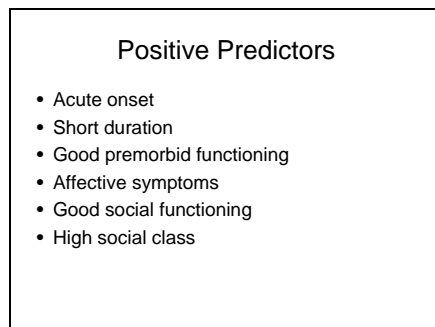 Positive Predictors
• Acute onset
• Short duration
• Good premorbid functioning
• Affective symptoms
• Good social functioning
• High social class